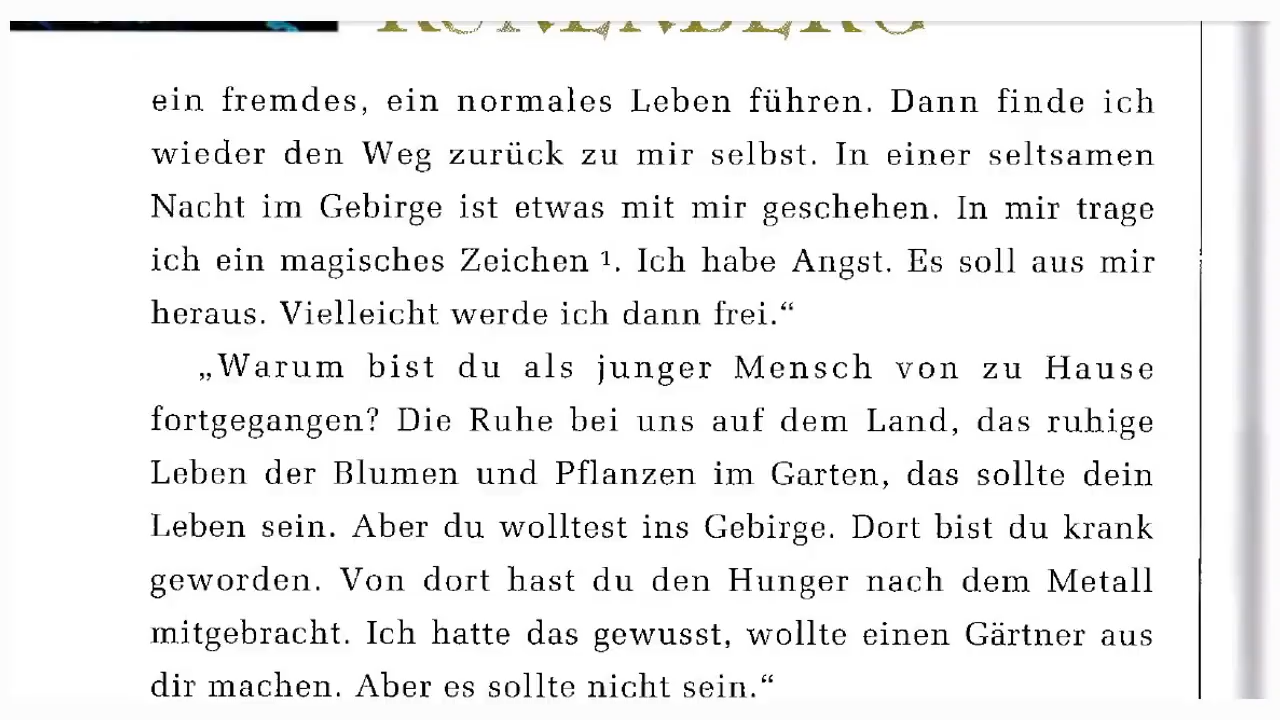 RUNENBERG
ein fremdes, ein normales Leben führen. Dann finde ich
wieder den Weg zurück zu mir selbst. In einer seltsamen
Nacht im Gebirge ist etwas mit mir geschehen. In mir trage
ich ein magisches Zeichen ¹. Ich habe Angst. Es soll aus mir
heraus. Vielleicht werde ich dann frei.“
„Warum bist du als junger Mensch von zu Hause
fortgegangen? Die Ruhe bei uns auf dem Land, das ruhige
Leben der Blumen und Pflanzen im Garten, das sollte dein
Leben sein. Aber du wolltest ins Gebirge. Dort bist du krank
geworden. Von dort hast du den Hunger nach dem Metall
mitgebracht. Ich hatte das gewusst, wollte einen Gärtner aus
dir machen. Aber es sollte nicht sein.“